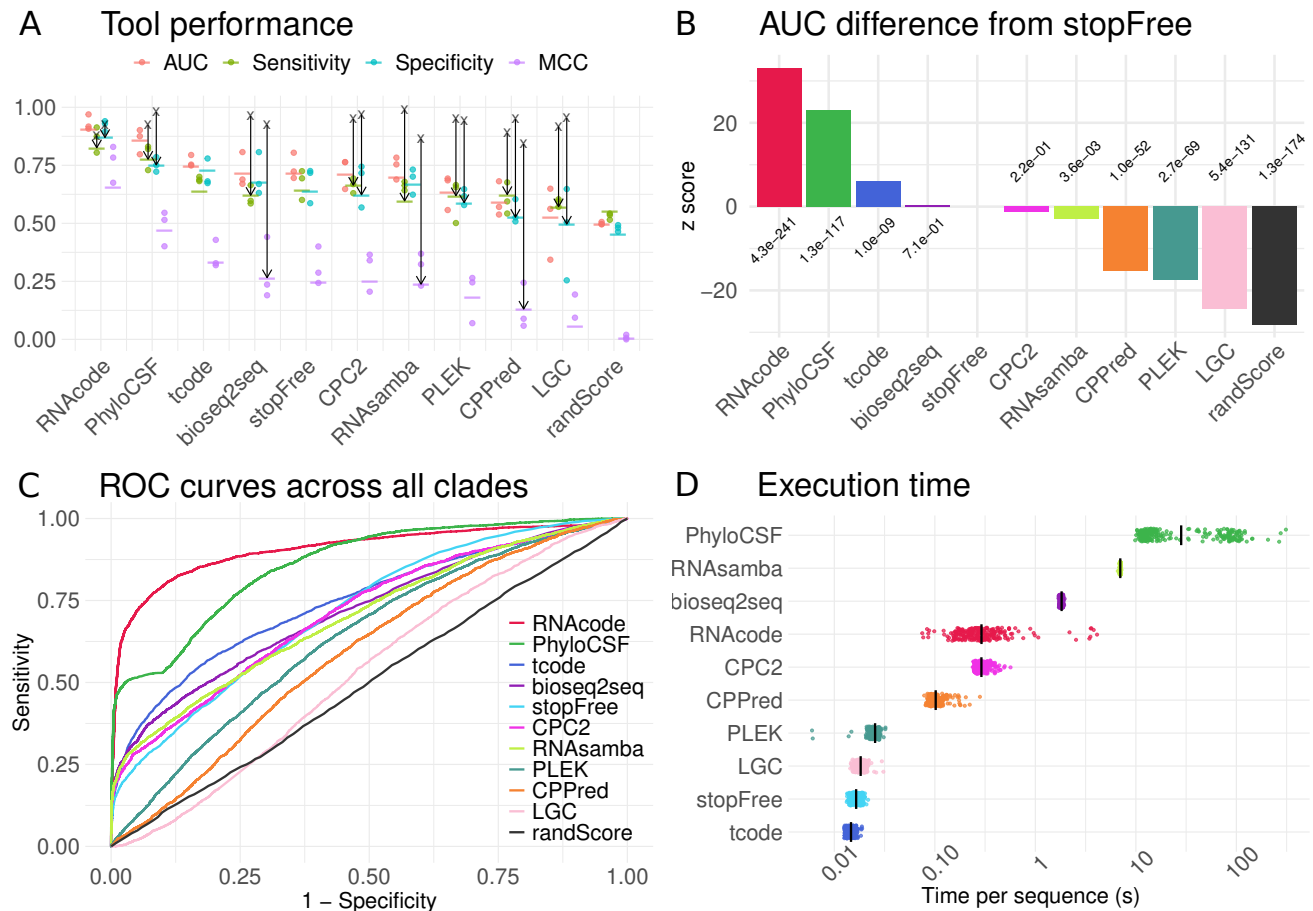 A Tool performance
AUC Sensitivity Specificity MCC
1.00
0.75
0.50
0.25
0.00
RNAcode
PhyloCSF
tcode
bioseq2seq
stopFree
CPC2
RNAsamba
PLEK
CPPred
LGC
randScore
B AUC difference from stopFree
z score
20
0
−20
4.3e−241
1.3e−117
1.0e−09
7.1e−01
2.2e−01
3.6e−03
1.0e−52
2.7e−69
5.4e−131
1.3e−174
RNAcode
PhyloCSF
tcode
bioseq2seq
stopFree
CPC2
RNAsamba
CPPred
PLEK
LGC
randScore
C ROC curves across all clades
Sensitivity
1.00
0.75
0.50
0.25
0.00
RNAcode
PhyloCSF
tcode
bioseq2seq
stopFree
CPC2
RNAsamba
PLEK
CPPred
LGC
randScore
0.00 0.25 0.50 0.75 1.00
1 − Specificity
D Execution time
PhyloCSF
RNAsamba
bioseq2seq
RNAcode
CPC2
CPPred
PLEK
LGC
stopFree
tcode
0.01 0.10 1 10 100
Time per sequence (s)